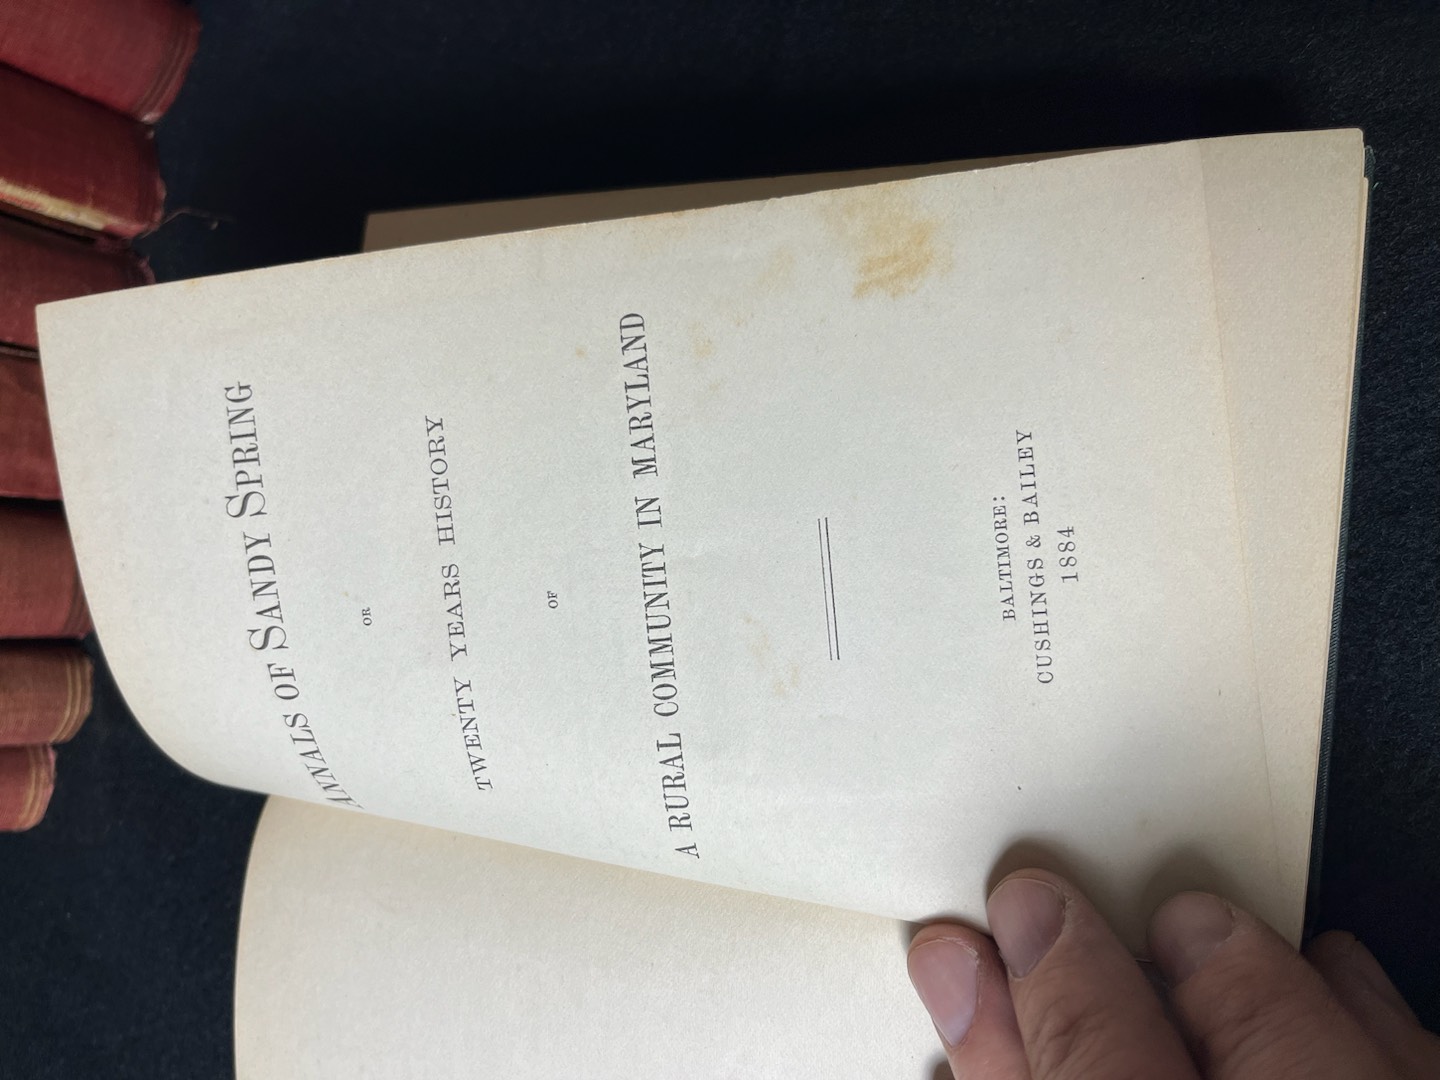 ANNALS OF SANDY SPRING
OR
TWENTY YEARS HISTORY
OF
A RURAL COMMUNITY IN MARYLAND
BALTIMORE:
CUSHINGS & BAILEY
1884